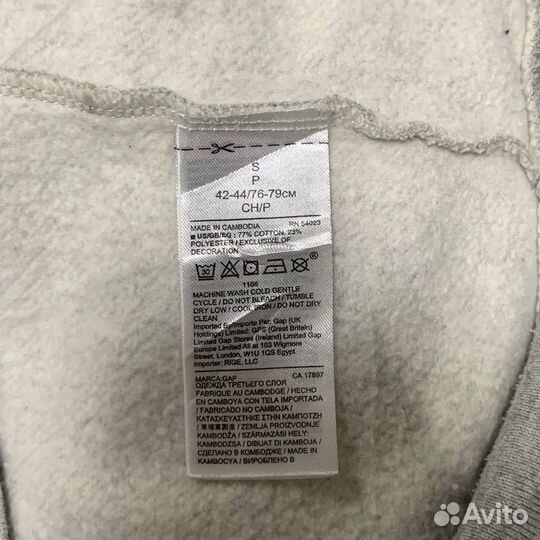 S
P
42-44/76-79см
CH/P
MADE IN CAMBODIA RN 54023
■ US/GB/EG : 77% COTTON, 23%
POLYESTER / EXCLUSIVE OF
DECORATION
30
1166
MACHINE WASH COLD GENTLE
CYCLE / DO NOT BLEACH / TUMBLE
DRY LOW / COOL IRON / DO NOT DRY
CLEAN
Imported By/Importe Par: Gap (UK
Holdings) Limited: GPS (Great Britain)
Limited Gap Stores (Ireland) Limited Gap
Europe Limited All at 103 Wigmore
Street, London, W1U 1QS Egypt
Importer: RIGE, LLC
MARCA:GAP CA 17897
ОДЕЖДА ТРЕТЬЕГО СЛОЯ
FABRIQUE AU CAMBODGE / HECHO
EN CAMBOYA CON TELA IMPORTADA
/ FABBRICATO NO CAMBOJA /
ΚΑΤΑΣΚΕΥΑΣΤΗΚΕ ΣΤΗΝ ΚΑΜΠΟΤΖΗ
/ 柬埔寨製造 / ZEMLJA PROIZVODNJE
KAMBODŽA / SZÁRMAZÁSI HELY:
KAMBODZSA / DIBUAT DI KAMBOJA /
СДЕЛАНО В КОМБОДЖЕ / MADE IN
KAMBOCYA / ВИРОБЛЕНО В
Avito